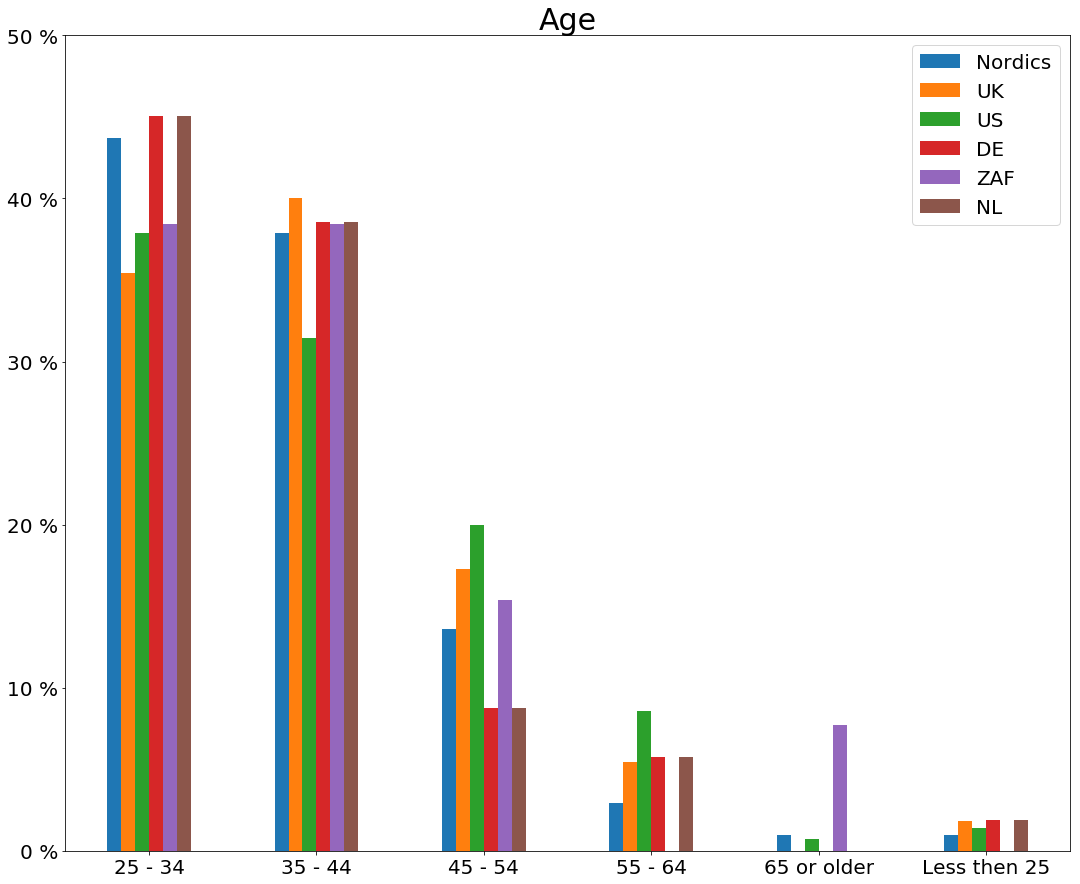 Age
50 %
40 %
30 %
20 %
10 %
0 %
Nordics
UK
US
DE
ZAF
NL
25 - 34
35 - 44
45 - 54
55 - 64
65 or older
Less then 25